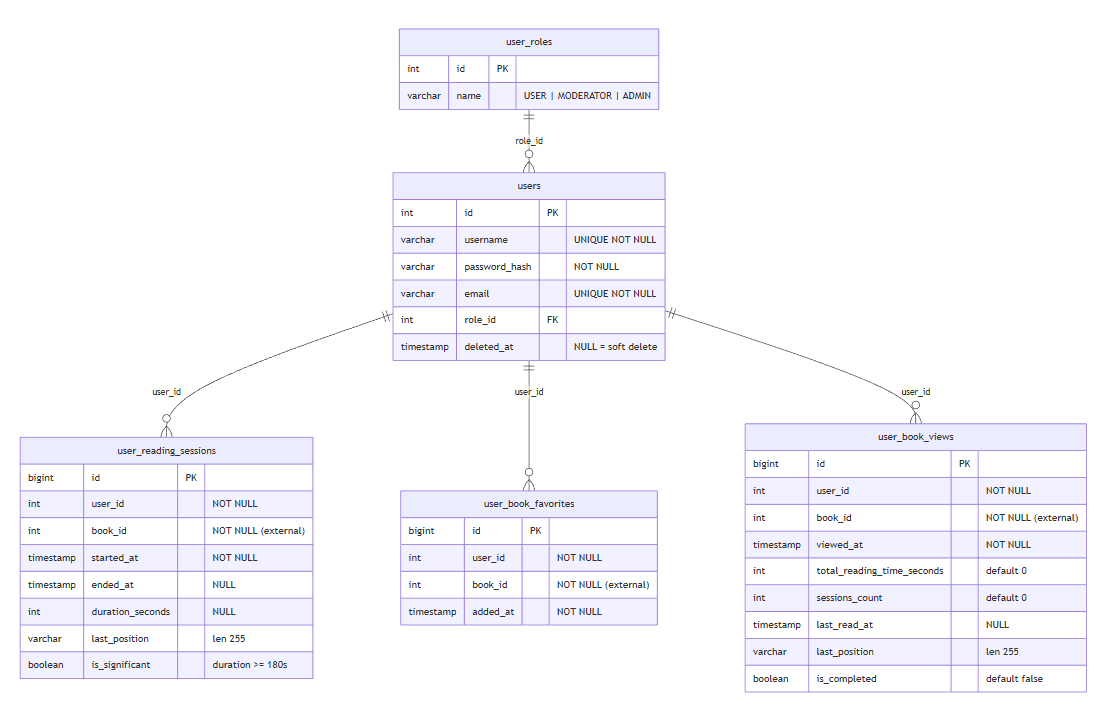 user_roles
int id PK
varchar name USER | MODERATOR | ADMIN
role_id
users
int id PK
varchar username UNIQUE NOT NULL
varchar password_hash NOT NULL
varchar email UNIQUE NOT NULL
int role_id FK
timestamp deleted_at NULL = soft delete
user_id
user_id
user_id
user_reading_sessions
bigint id PK
int user_id NOT NULL
int book_id NOT NULL (external)
timestamp started_at NOT NULL
timestamp ended_at NULL
int duration_seconds NULL
varchar last_position len 255
boolean is_significant duration >= 180s
user_book_favorites
bigint id PK
int user_id NOT NULL
int book_id NOT NULL (external)
timestamp added_at NOT NULL
user_book_views
bigint id PK
int user_id NOT NULL
int book_id NOT NULL (external)
timestamp viewed_at NOT NULL
int total_reading_time_seconds default 0
int sessions_count default 0
timestamp last_read_at NULL
varchar last_position len 255
boolean is_completed default false